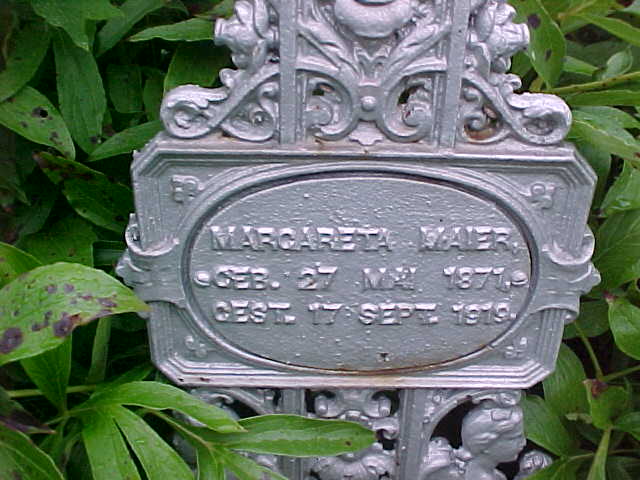 MARGARETA MAIER,
GEB. 27 MAI 1871.
GEST. 17 SEPT. 1919.